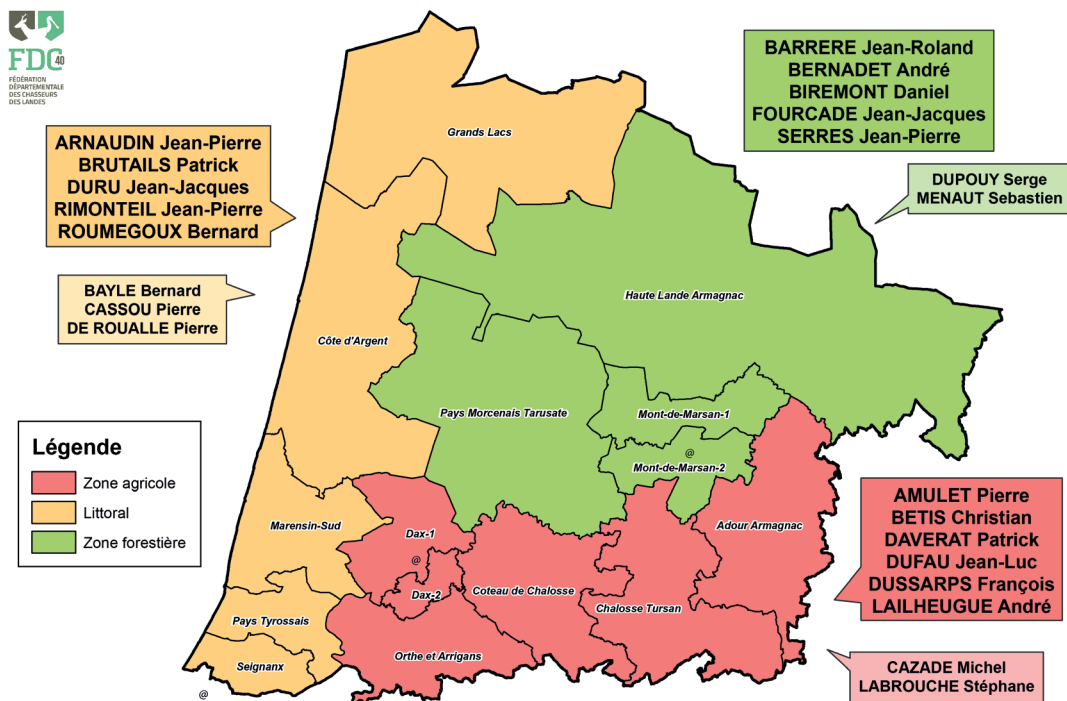 FDC 40
FÉDÉRATION
DÉPARTEMENTALE
DES CHASSEURS
DES LANDES
BARRERE Jean-Roland
BERNADET André
BIREMONT Daniel
FOURCADE Jean-Jacques
SERRES Jean-Pierre
ARNAUDIN Jean-Pierre
BRUTAILS Patrick
DURU Jean-Jacques
RIMONTEIL Jean-Pierre
ROUMEGOUX Bernard
DUPOUY Serge
MENAUT Sebastien
BAYLE Bernard
CASSOU Pierre
DE ROUALLE Pierre
Grands Lacs
Haute Lande Armagnac
Côte d'Argent
Pays Morcenais Tarusate
Mont-de-Marsan-1
@
Mont-de-Marsan-2
Légende
Zone agricole
Littoral
Zone forestière
Marensin-Sud
Dax-1
@
Dax-2
Adour Armagnac
Coteau de Chalosse
Chalosse Tursan
Pays Tyrossais
Orthe et Arrigans
Seignanx
@
AMULET Pierre
BETIS Christian
DAVERAT Patrick
DUFAU Jean-Luc
DUSSARPS François
LAILHEUGUE André
CAZADE Michel
LABROUCHE Stéphane